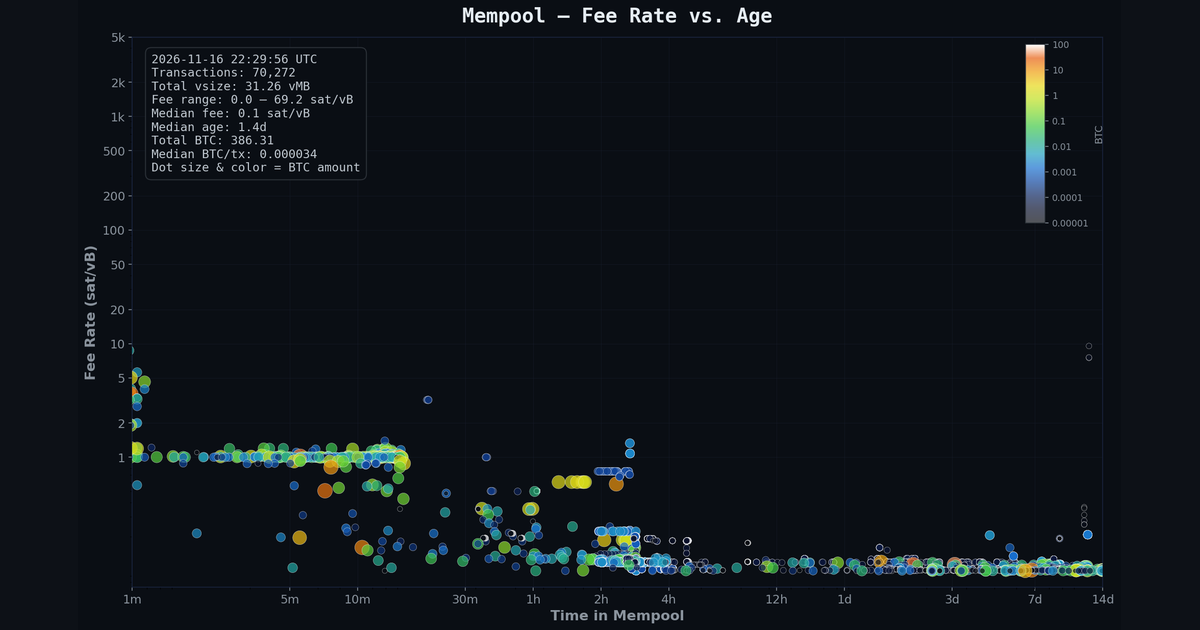 Mempool — Fee Rate vs. Age
2026-11-16 22:29:56 UTC
Transactions: 70,272
Total vsize: 31.26 vMB
Fee range: 0.0 — 69.2 sat/vB
Median fee: 0.1 sat/vB
Median age: 1.4d
Total BTC: 386.31
Median BTC/tx: 0.000034
Dot size & color = BTC amount
100
10
1
0.1
0.01
0.001
0.0001
0.00001
BTC
Fee Rate (sat/vB)
5k
2k
1k
500
200
100
50
20
10
5
2
1
1m 5m 10m 30m 1h 2h 4h 12h 1d 3d 7d 14d
Time in Mempool